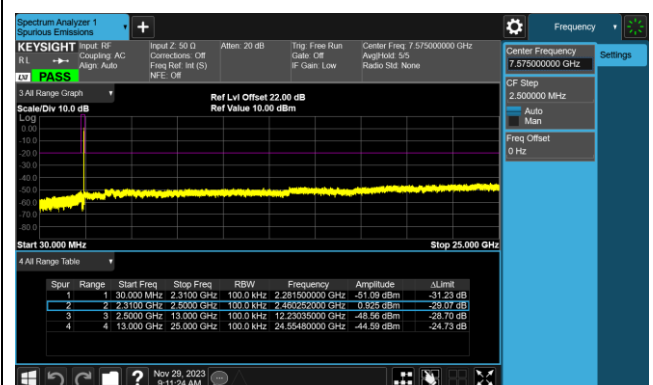 Spectrum Analyzer 1
Spurious Emissions
Frequency
KEYSIGHT Input: RF Input Z: 50 Ω Atten: 20 dB Trig: Free Run Center Freq: 7.575000000 GHz
RL Coupling: AC Corrections: Off Gate: Off Avg|Hold: 5/5
Align: Auto Freq Ref: Int (S) IF Gain: Low Radio Std: None
PASS NFE: Off
Center Frequency
7.575000000 GHz
Settings
CF Step
2.500000 MHz
Auto
Man
Freq Offset
0 Hz
3 All Range Graph
Ref Lvl Offset 22.00 dB
Scale/Div 10.0 dB Ref Value 10.00 dBm
Log
0.00
-10.0
-20.0
-30.0
-40.0
-50.0
-60.0
-70.0
-80.0
Start 30.000 MHz Stop 25.000 GHz
4 All Range Table
Spur Range Start Freq Stop Freq RBW Frequency Amplitude ΔLimit
1 1 30.000 MHz 2.3100 GHz 100.0 kHz 2.281500000 GHz -51.09 dBm -31.23 dB
2 2 2.3100 GHz 2.5000 GHz 100.0 kHz 2.460252000 GHz 0.925 dBm -29.07 dB
3 3 2.5000 GHz 13.000 GHz 100.0 kHz 12.23035000 GHz -48.56 dBm -28.70 dB
4 4 13.000 GHz 25.000 GHz 100.0 kHz 24.55480000 GHz -44.59 dBm -24.73 dB
Nov 29, 2023
9:11:24 AM